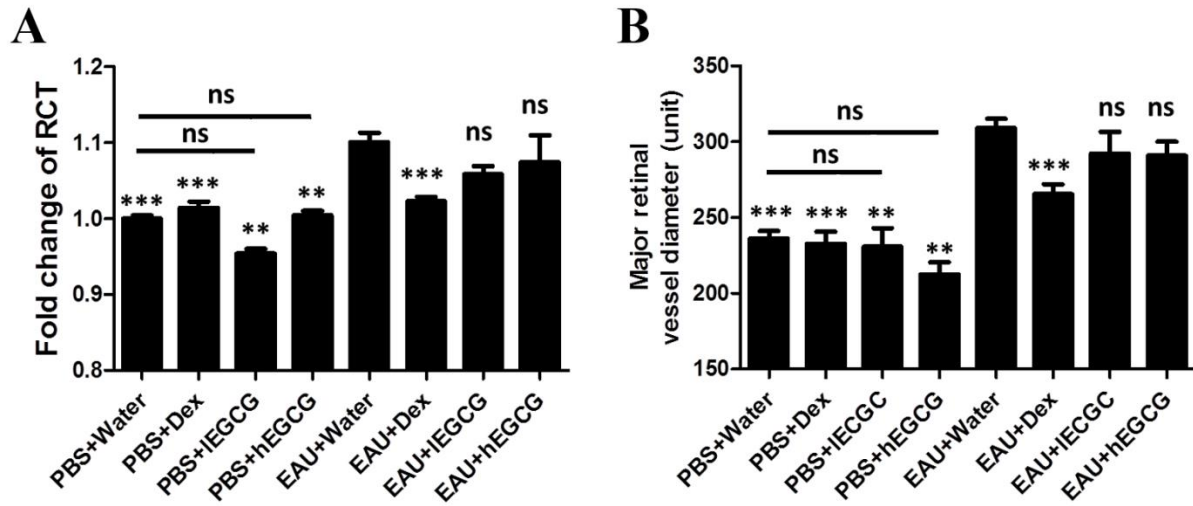 A
Fold change of RCT
1.2
1.1
1.0
0.9
0.8
ns
ns
***
***
**
**
***
ns
ns
PBS+Water
PBS+Dex
PBS+lEGCG
PBS+hEGCG
EAU+Water
EAU+Dex
EAU+lEGCG
EAU+hEGCG
B
Major retinal
vessel diameter (unit)
350
300
250
200
150
ns
ns
***
***
**
**
***
ns
ns
PBS+Water
PBS+Dex
PBS+lECGC
PBS+hEGCG
EAU+Water
EAU+Dex
EAU+lECGC
EAU+hEGCG